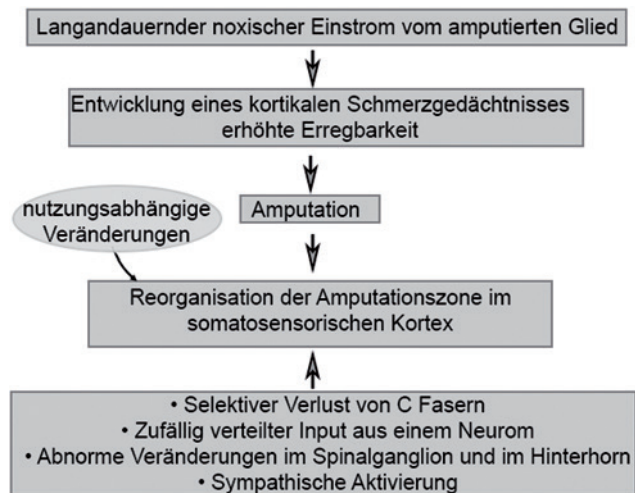 Langandauernder noxischer Einstrom vom amputierten Glied
Entwicklung eines kortikalen Schmerzgedächtnisses
erhöhte Erregbarkeit
nutzungsabhängige
Veränderungen
Amputation
Reorganisation der Amputationszone im
somatosensorischen Kortex
• Selektiver Verlust von C Fasern
• Zufällig verteilter Input aus einem Neurom
• Abnorme Veränderungen im Spinalganglion und im Hinterhorn
• Sympathische Aktivierung